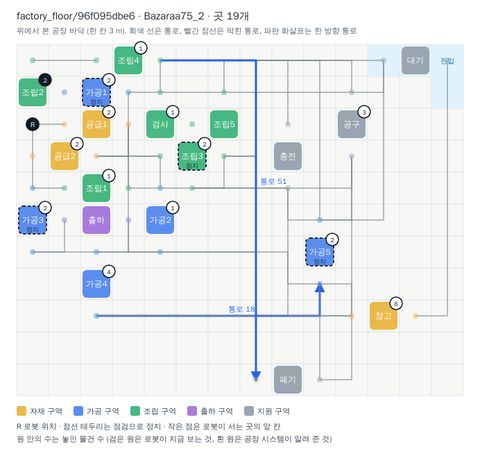 factory_floor/96f095dbe6 · Bazaraa75_2 · 곳 19개
위에서 본 공장 바닥 (한 칸 3 m). 회색 선은 통로, 빨간 점선은 막힌 통로, 파란 화살표는 한 방향 통로
조립4 1
대기
진입
조립2 2
가공1 2
정지
R
공급1 2
검사 1
조립5 2
공구 3
공급2 2
조립3 2
정지
충전
통로 51
조립1 1
가공3 2
정지
출하
가공2 1
가공5 2
정지
가공4 4
통로 18
창고 6
폐기
자재 구역
가공 구역
조립 구역
출하 구역
지원 구역
R 로봇 위치 · 점선 테두리는 점검으로 정지 · 작은 점은 로봇이 서는 곳의 앞 칸
원 안의 수는 놓인 물건 수 (검은 원은 로봇이 지금 보는 것, 흰 원은 공장 시스템이 알려 준 것)